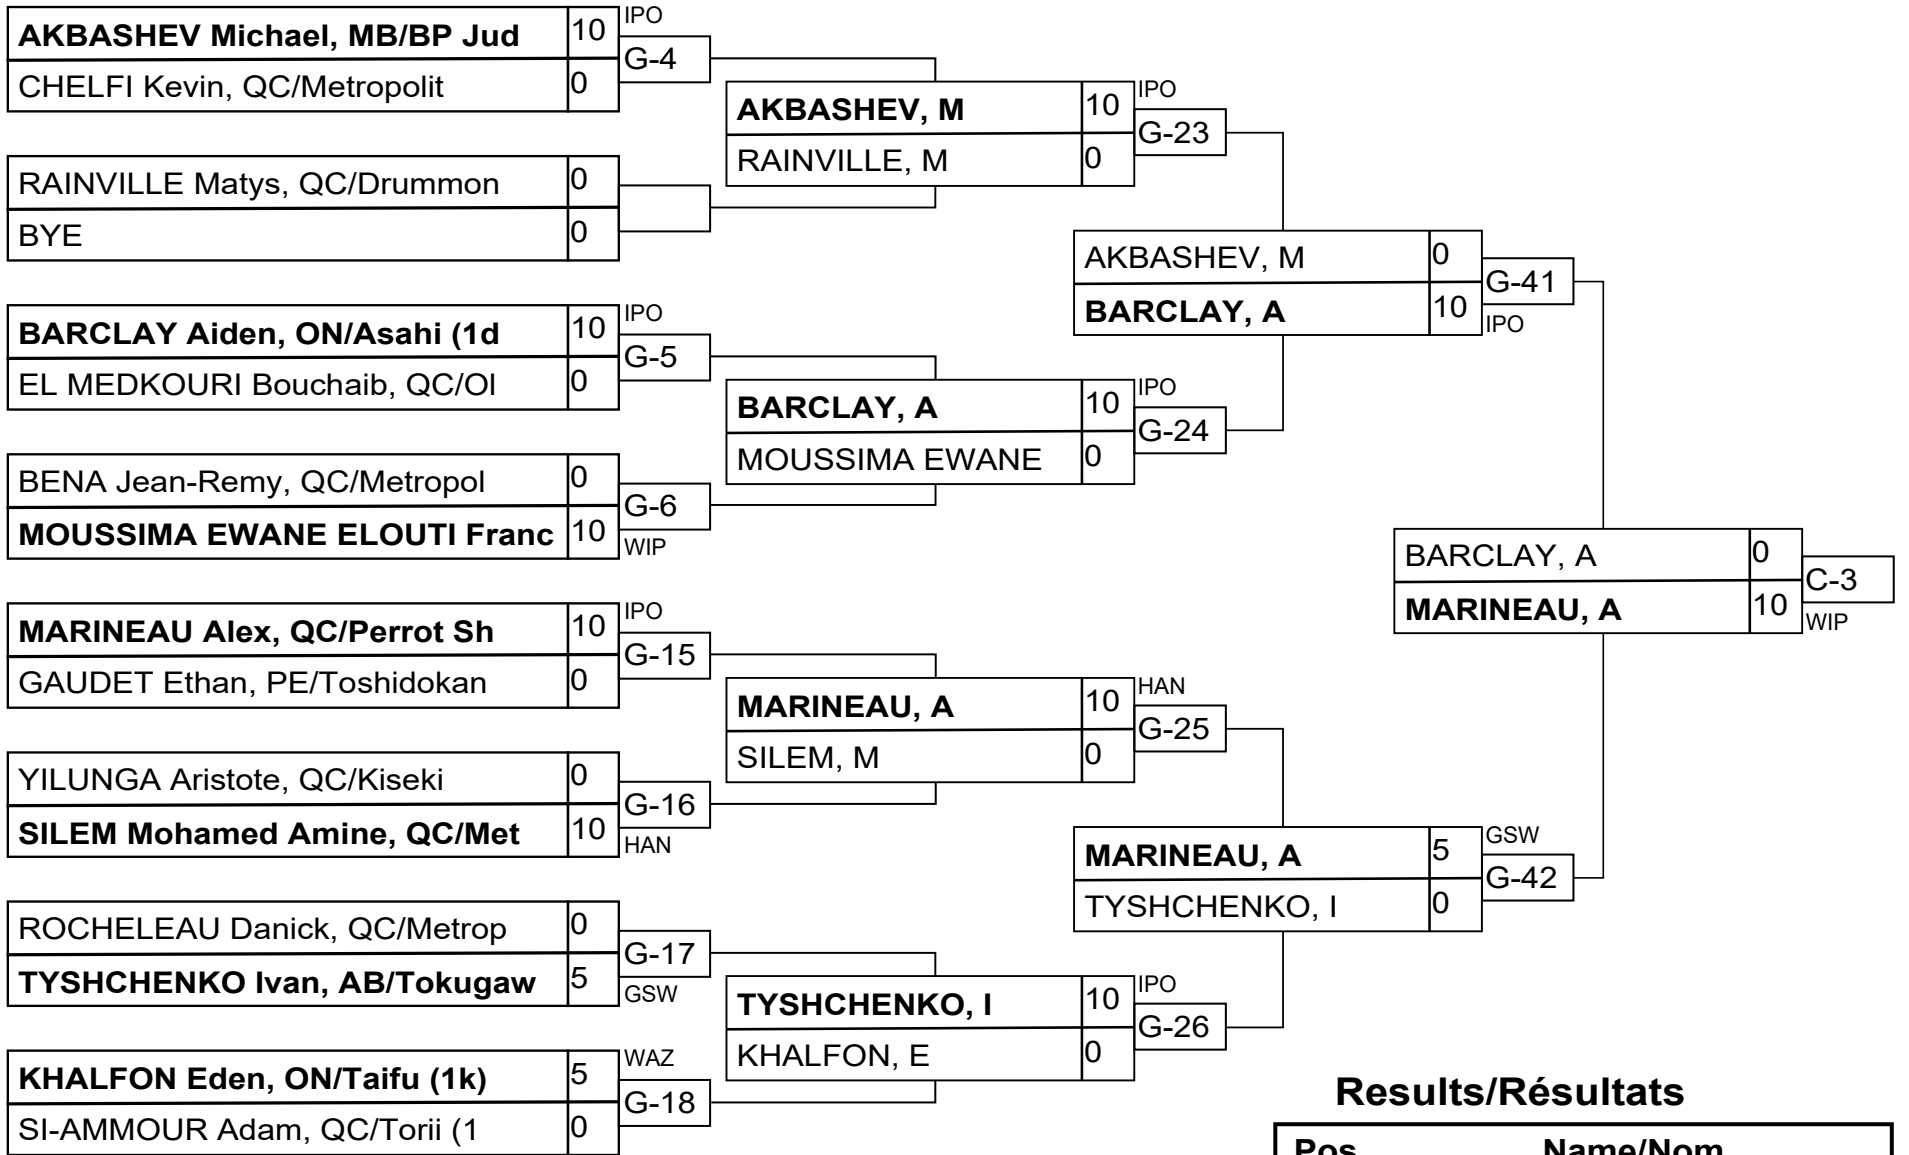 AKBASHEV Michael, MB/BP Jud 10 IPO
G-4
CHELFI Kevin, QC/Metropolit 0
RAINVILLE Matys, QC/Drummon 0
BYE 0
BARCLAY Aiden, ON/Asahi (1d 10 IPO
G-5
EL MEDKOURI Bouchaib, QC/Ol 0
BENA Jean-Remy, QC/Metropol 0
G-6
MOUSSIMA EWANE ELOUTI Franc 10 WIP
MARINEAU Alex, QC/Perrot Sh 10 IPO
G-15
GAUDET Ethan, PE/Toshidokan 0
YILUNGA Aristote, QC/Kiseki 0
G-16
SILEM Mohamed Amine, QC/Met 10 HAN
ROCHELEAU Danick, QC/Metrop 0
G-17
TYSHCHENKO Ivan, AB/Tokugaw 5 GSW
KHALFON Eden, ON/Taifu (1k) 5 WAZ
G-18
SI-AMMOUR Adam, QC/Torii (1 0
AKBASHEV, M 10 IPO
G-23
RAINVILLE, M 0
BARCLAY, A 10 IPO
G-24
MOUSSIMA EWANE 0
MARINEAU, A 10 HAN
G-25
SILEM, M 0
TYSHCHENKO, I 10 IPO
G-26
KHALFON, E 0
AKBASHEV, M 0
G-41
BARCLAY, A 10 IPO
MARINEAU, A 5 GSW
G-42
TYSHCHENKO, I 0
BARCLAY, A 0
C-3
MARINEAU, A 10 WIP
Results/Résultats
Pos Name/Nom